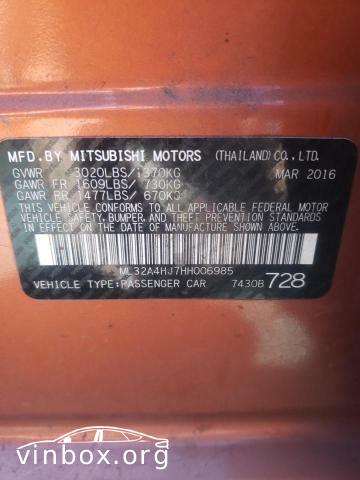 MFD.BY MITSUBISHI MOTORS (THAILAND)CO.,LTD.
GVWR 3020LBS/1370KG MAR 2016
GAWR FR 1609LBS/ 730KG
GAWR RR 1477LBS/ 670KG
THIS VEHICLE CONFORMS TO ALL APPLICABLE FEDERAL MOTOR
VEHICLE SAFETY, BUMPER, AND THEFT PREVENTION STANDARDS
IN EFFECT ON THE DATE OF MANUFACTURE SHOWN ABOVE.
ML32A4HJ7HH006985
VEHICLE TYPE:PASSENGER CAR 7430B 728
vinbox.org